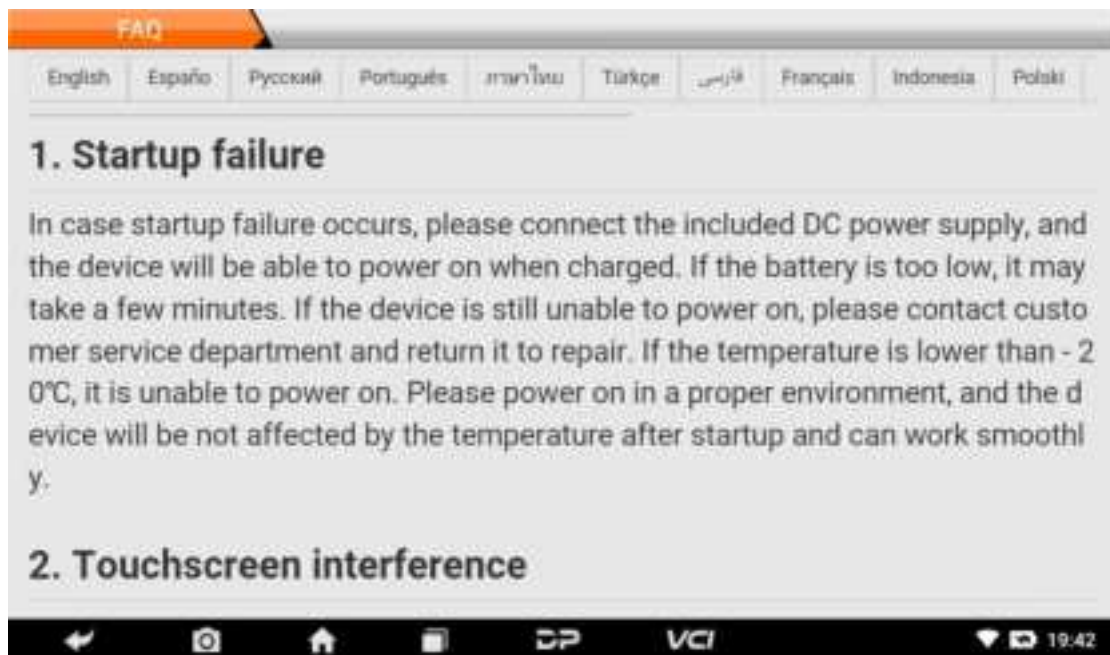 FAQ
English Españo Русский Português ภาษาไทย Türkçe فارسی Français Indonesia Polski
1. Startup failure
In case startup failure occurs, please connect the included DC power supply, and
the device will be able to power on when charged. If the battery is too low, it may
take a few minutes. If the device is still unable to power on, please contact custo
mer service department and return it to repair. If the temperature is lower than - 2
0℃, it is unable to power on. Please power on in a proper environment, and the d
evice will be not affected by the temperature after startup and can work smoothl
y.
2. Touchscreen interference
DP VCI 19:42